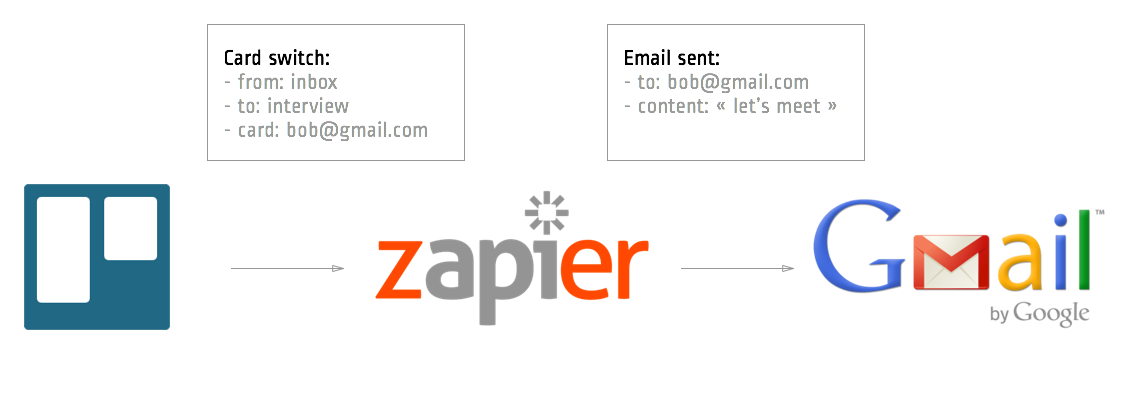 Card switch:
- from: inbox
- to: interview
- card: bob@gmail.com
Email sent:
- to: bob@gmail.com
- content: « let's meet »
zapier
Gmail™
by Google